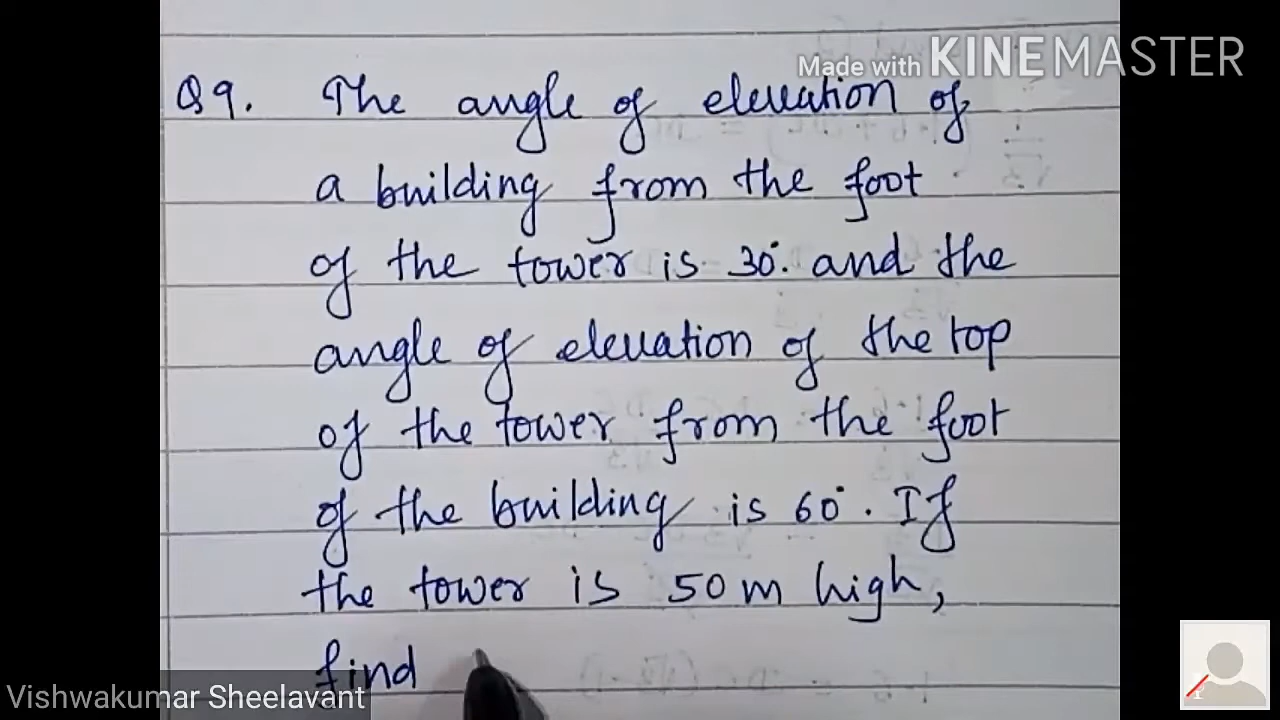 Made with KINEMASTER
Q9. The angle of elevation of
a building from the foot
of the tower is 30°. and the
angle of elevation of the top
of the tower from the foot
of the building is 60°. If
the tower is 50 m high,
find
Vishwakumar Sheelavant